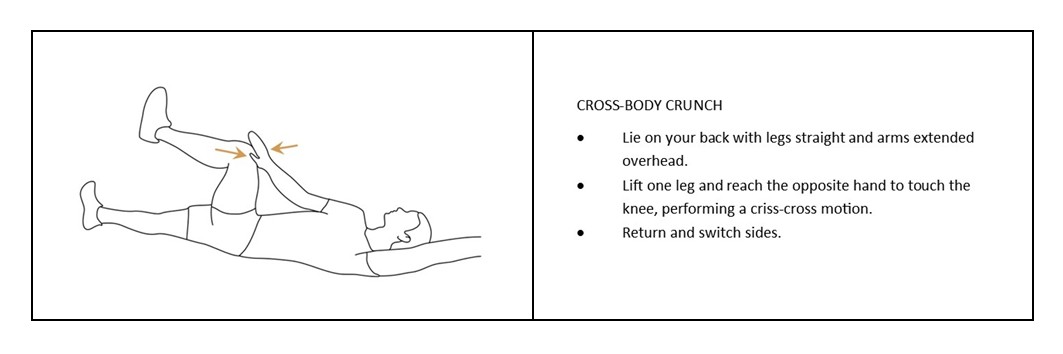 CROSS-BODY CRUNCH
• Lie on your back with legs straight and arms extended
overhead.
• Lift one leg and reach the opposite hand to touch the
knee, performing a criss-cross motion.
• Return and switch sides.